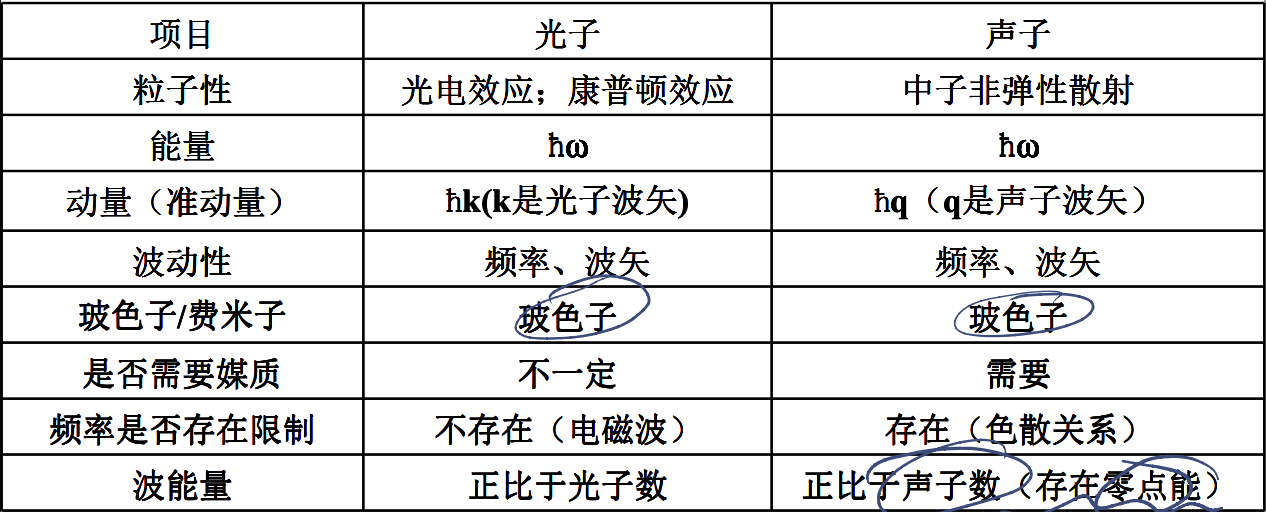 项目 光子 声子
粒子性 光电效应；康普顿效应 中子非弹性散射
能量 ħω ħω
动量（准动量） ħk(k是光子波矢) ħq（q是声子波矢）
波动性 频率、波矢 频率、波矢
玻色子/费米子 玻色子 玻色子
是否需要媒质 不一定 需要
频率是否存在限制 不存在（电磁波） 存在（色散关系）
波能量 正比于光子数 正比于声子数（存在零点能）